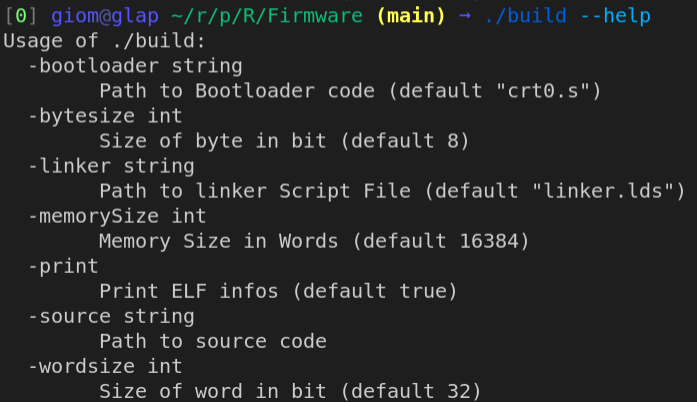 [0] giom@glap ~/r/p/R/Firmware (main) → ./build --help
Usage of ./build:
  -bootloader string
        Path to Bootloader code (default "crt0.s")
  -bytesize int
        Size of byte in bit (default 8)
  -linker string
        Path to linker Script File (default "linker.lds")
  -memorySize int
        Memory Size in Words (default 16384)
  -print
        Print ELF infos (default true)
  -source string
        Path to source code
  -wordsize int
        Size of word in bit (default 32)